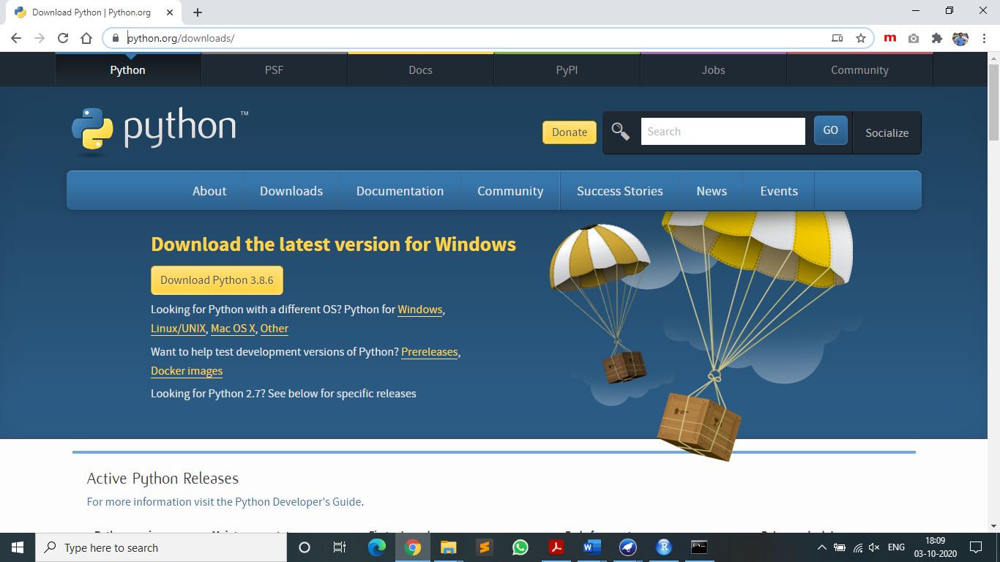 Download Python | Python.org
python.org/downloads/
m
Python PSF Docs PyPI Jobs Community
python™
Donate
Search
GO
Socialize
About Downloads Documentation Community Success Stories News Events
Download the latest version for Windows
Download Python 3.8.6
Looking for Python with a different OS? Python for Windows,
Linux/UNIX, Mac OS X, Other
Want to help test development versions of Python? Prereleases,
Docker images
Looking for Python 2.7? See below for specific releases
Active Python Releases
For more information visit the Python Developer's Guide.
Type here to search
ENG
18:09
03-10-2020